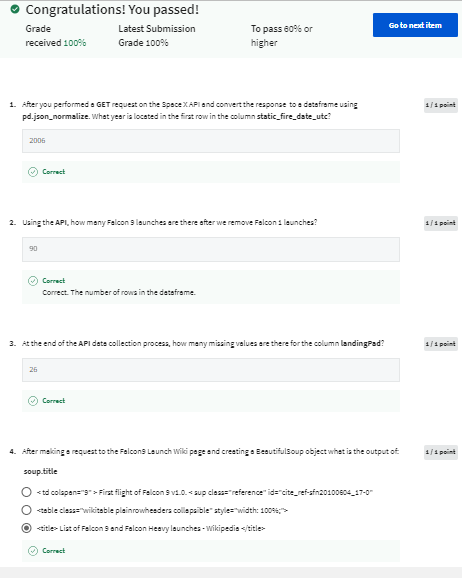 Congratulations! You passed!
Grade received 100%
Latest Submission Grade 100%
To pass 60% or higher
Go to next item
1. After you performed a GET request on the Space X API and convert the response to a dataframe using
pd.json_normalize. What year is located in the first row in the column static_fire_date_utc?
1 / 1 point
2006
Correct
2. Using the API, how many Falcon 9 launches are there after we remove Falcon 1 launches?
1 / 1 point
90
Correct
Correct. The number of rows in the dataframe.
3. At the end of the API data collection process, how many missing values are there for the column landingPad?
1 / 1 point
26
Correct
4. After making a request to the Falcon9 Launch Wiki page and creating a BeautifulSoup object what is the output of:
1 / 1 point
soup.title
<td colspan="9"> First flight of Falcon 9 v1.0. <sup class="reference" id="cite_ref-sfn20100604_17-0"
<table class="wikitable plainrowheaders collapsible" style="width: 100%;">
<title> List of Falcon 9 and Falcon Heavy launches - Wikipedia </title>
Correct